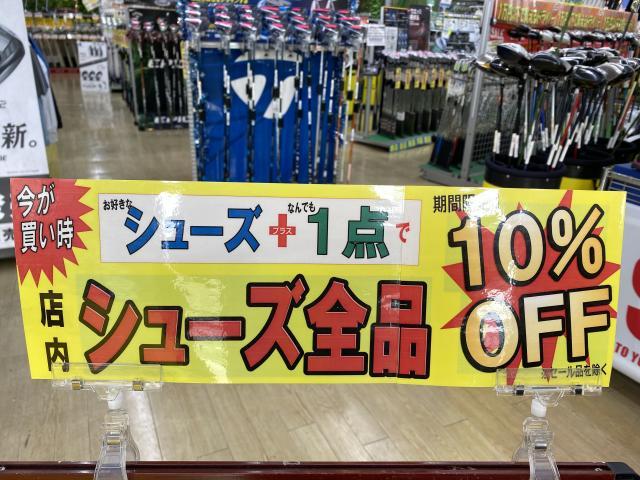 今が
買い時
お好きな なんでも
シューズ+1点で
プラス
期間限
10%
OFF
店内
シューズ全品
※セール品を除く
新。